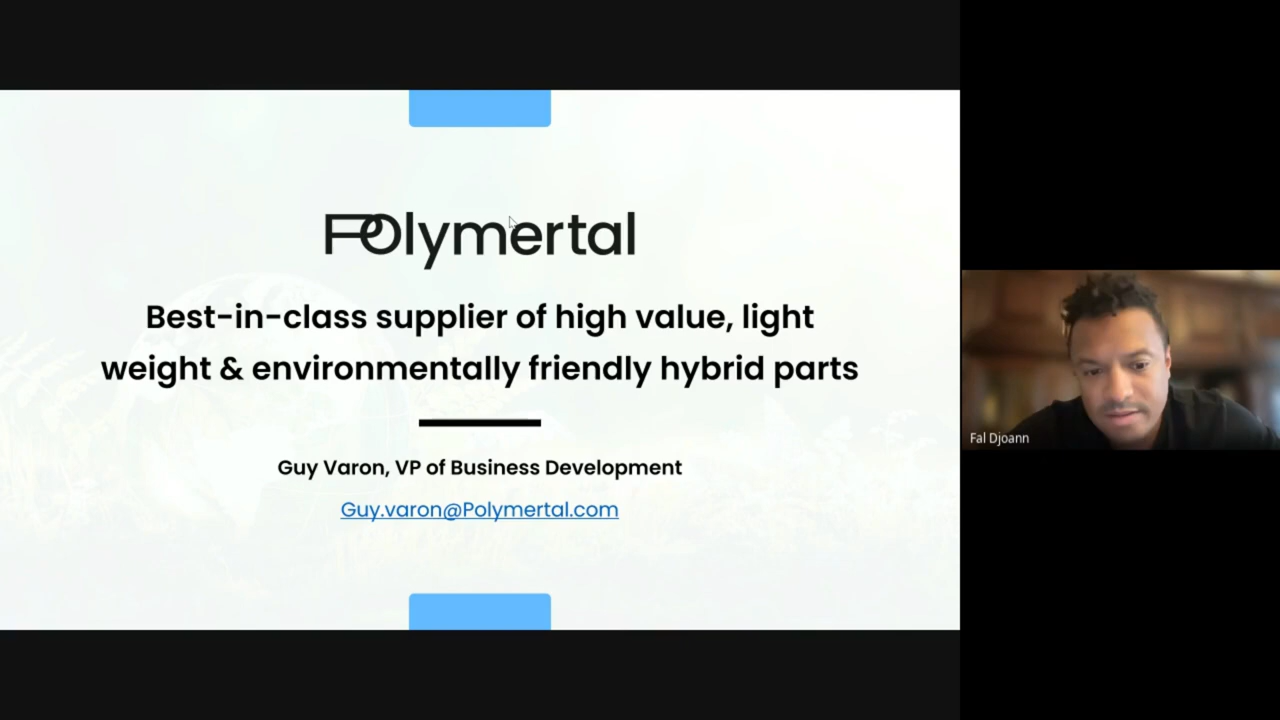 Polymertal
Best-in-class supplier of high value, light
weight & environmentally friendly hybrid parts
Guy Varon, VP of Business Development
Guy.varon@Polymertal.com
Fal Djoann